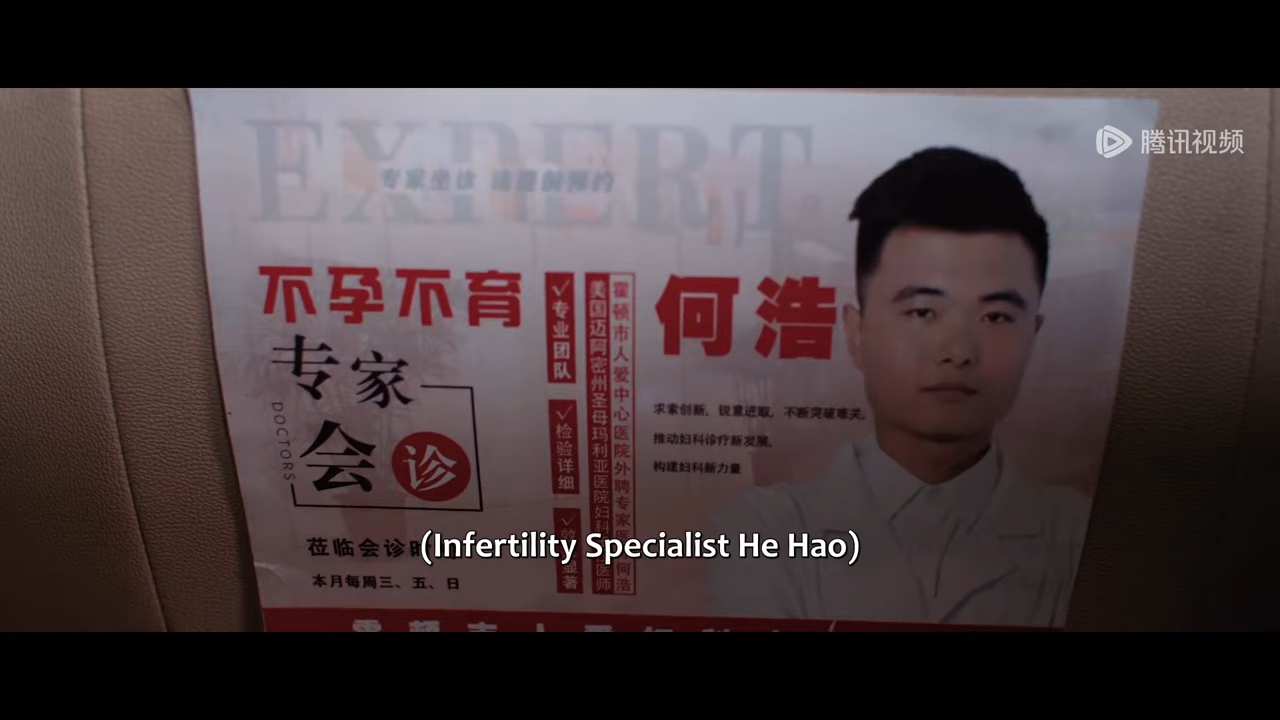 腾讯视频
EXPERT
专家坐诊 请提前预约
不孕不育
专家
会诊
DOCTORS
✓专业团队
✓检验详细
美国迈阿密州圣母玛利亚医院妇科
霍顿市人爱中心医院外聘专家医
何浩
何浩
求索创新，锐意进取，不断突破难关，
推动妇科诊疗新发展，
构建妇科新力量
莅临会诊时
本月每周三、五、日
(Infertility Specialist He Hao)